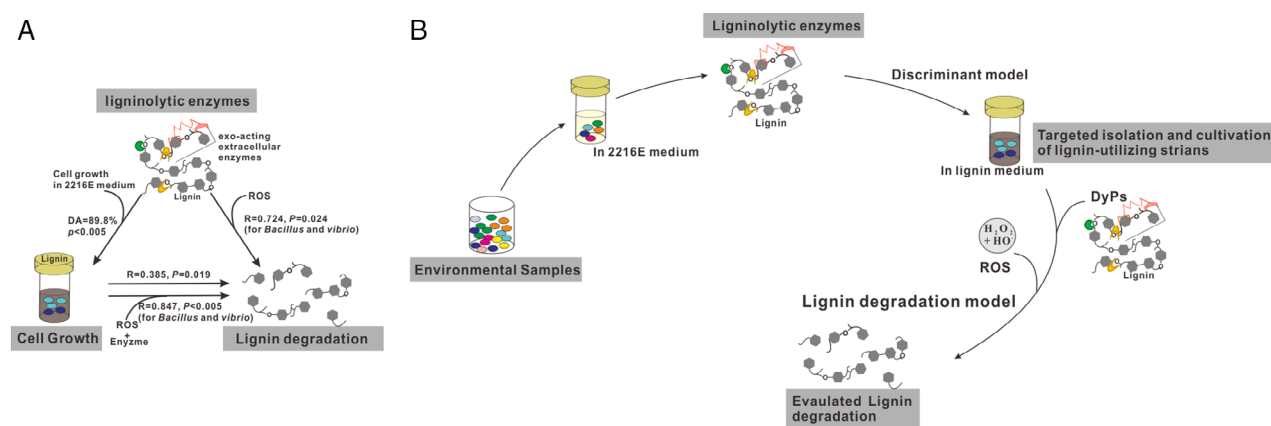 A
ligninolytic enzymes
exo-acting
extracellular
enzymes
Cell growth
in 2216E medium
Lignin
ROS
DA=89.8%
p<0.005
R=0.724, P=0.024
(for Bacillus and vibrio)
Lignin
R=0.385, P=0.019
R=0.847, P<0.005
(for Bacillus and vibrio)
ROS
+
Enyzme
Cell Growth
Lignin degradation
B
Ligninolytic enzymes
Lignin
In 2216E medium
Environmental Samples
Discriminant model
Targeted isolation and cultivation
of lignin-utilizing strians
In lignin medium
DyPs
Lignin
H2O2
+ HO
ROS
Lignin degradation model
Evaulated Lignin
degradation